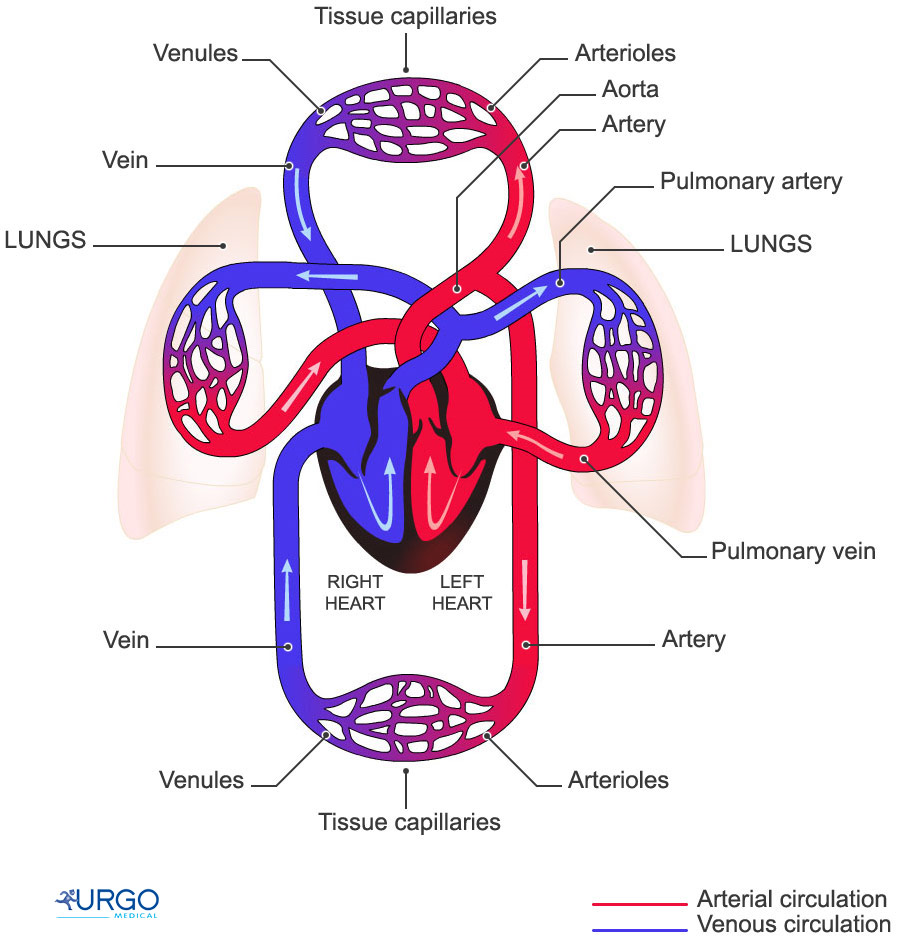 Tissue capillaries
Venules
Arterioles
Aorta
Artery
Vein
Pulmonary artery
LUNGS
LUNGS
RIGHT
HEART
LEFT
HEART
Pulmonary vein
Vein
Artery
Venules
Arterioles
Tissue capillaries
URGO
MEDICAL
Arterial circulation
Venous circulation